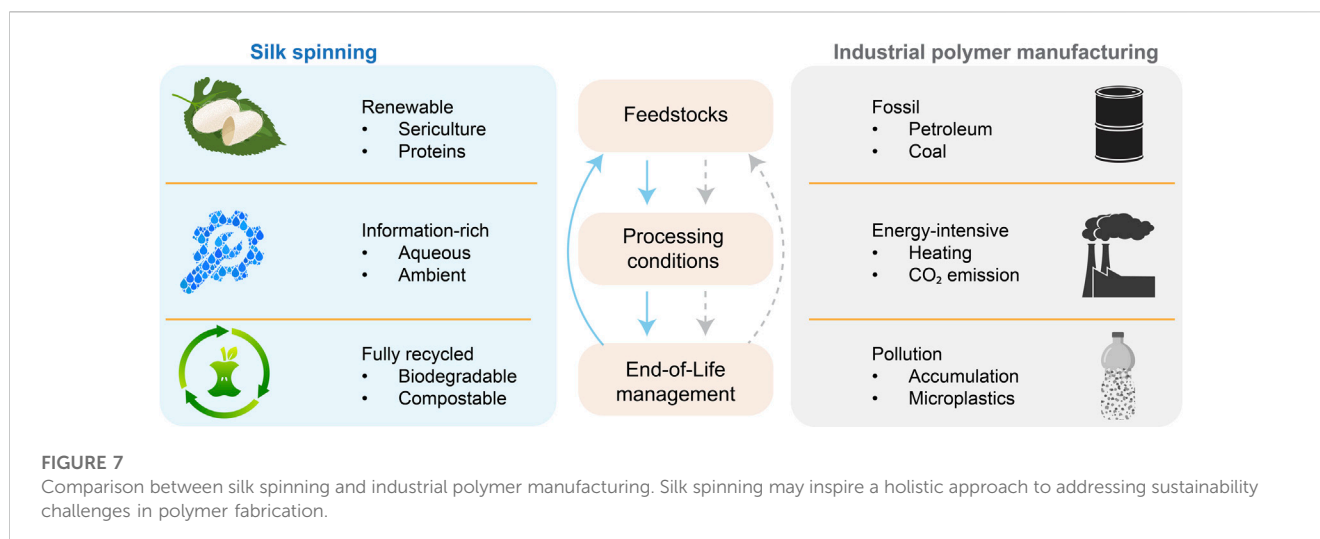 Silk spinning
Industrial polymer manufacturing
Renewable
• Sericulture
• Proteins
Feedstocks
Fossil
• Petroleum
• Coal
Information-rich
• Aqueous
• Ambient
Processing
conditions
Energy-intensive
• Heating
• CO₂ emission
Fully recycled
• Biodegradable
• Compostable
End-of-Life
management
Pollution
• Accumulation
• Microplastics
FIGURE 7
Comparison between silk spinning and industrial polymer manufacturing. Silk spinning may inspire a holistic approach to addressing sustainability
challenges in polymer fabrication.